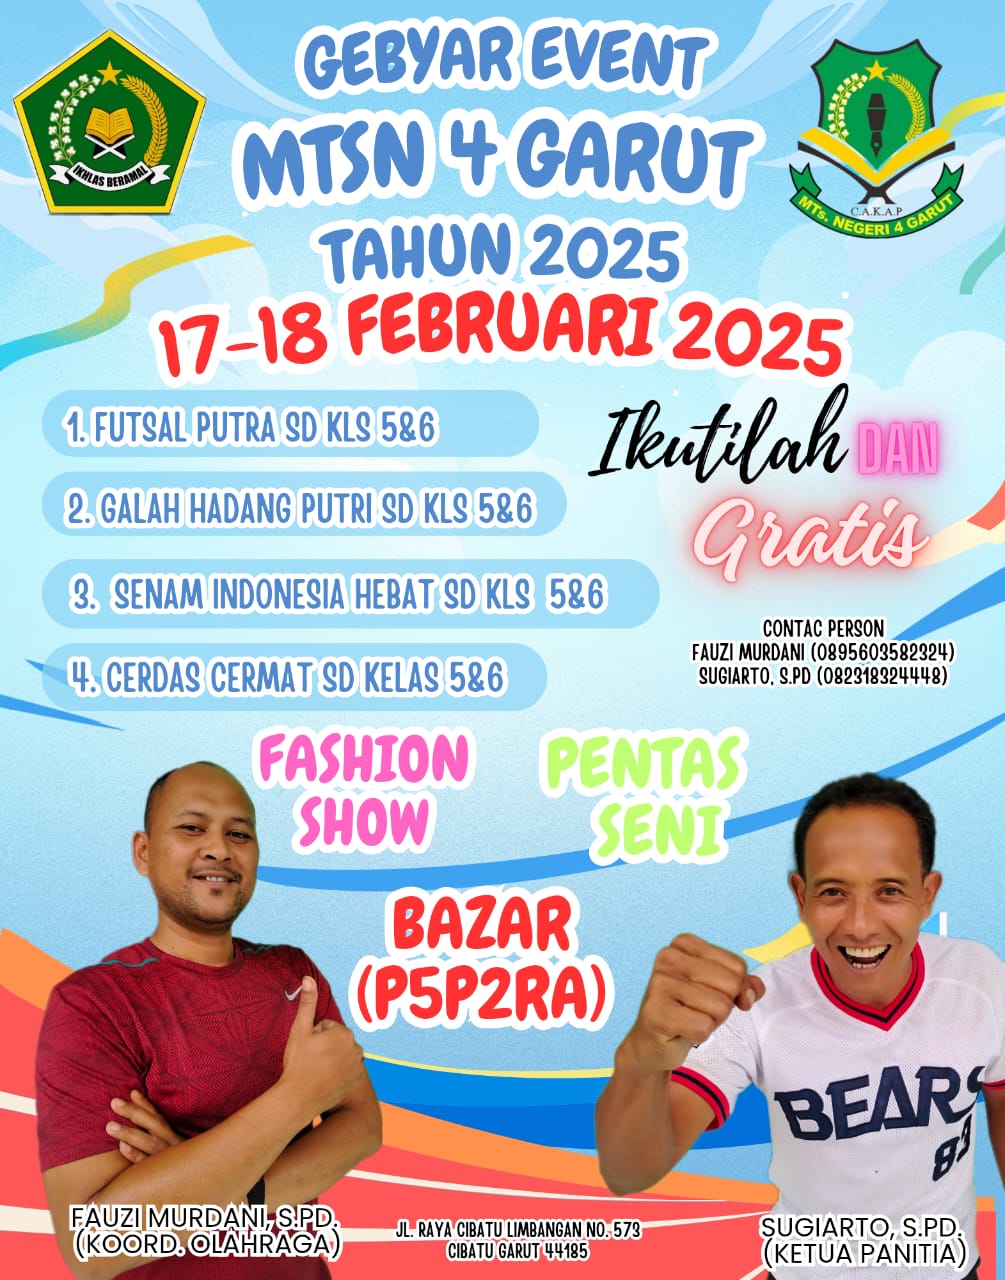 GEBYAR EVENT
MTSN 4 GARUT
TAHUN 2025
17-18 FEBRUARI 2025
IKHLAS BERAMAL
C.A.K.A.P
MTs. NEGERI 4 GARUT
1. FUTSAL PUTRA SD KLS 5&6
2. GALAH HADANG PUTRI SD KLS 5&6
3. SENAM INDONESIA HEBAT SD KLS 5&6
4. CERDAS CERMAT SD KELAS 5&6
Ikutilah DAN
Gratis
CONTAC PERSON
FAUZI MURDANI (0895603582324)
SUGIARTO, S.PD (082318324448)
FASHION
SHOW
PENTAS
SENI
BAZAR
(P5P2RA)
BEARS
83
FAUZI MURDANI, S.PD.
(KOORD. OLAHRAGA)
JL. RAYA CIBATU LIMBANGAN NO. 573
CIBATU GARUT 44185
SUGIARTO, S.PD.
(KETUA PANITIA)